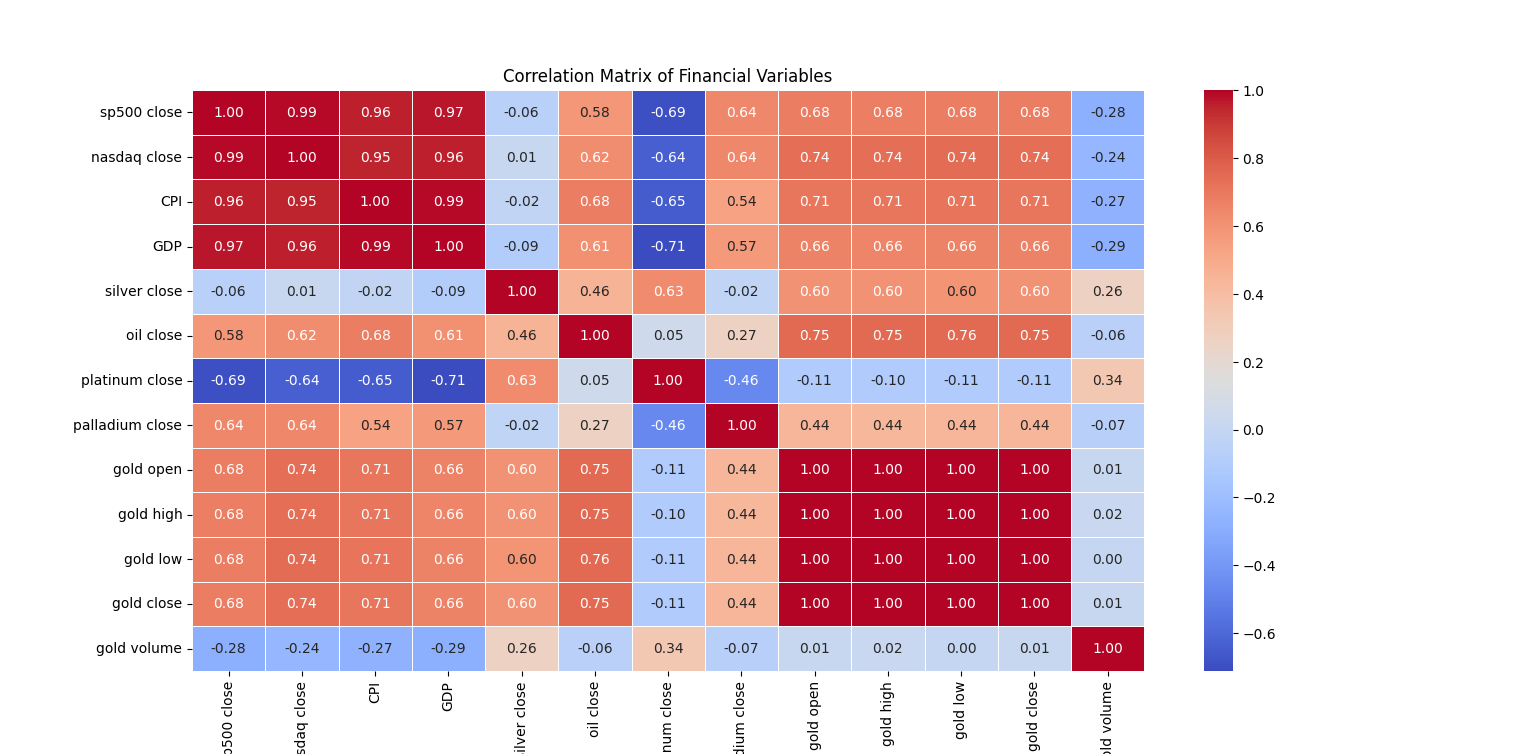 Correlation Matrix of Financial Variables
sp500 close 1.00 0.99 0.96 0.97 -0.06 0.58 -0.69 0.64 0.68 0.68 0.68 0.68 -0.28
nasdaq close 0.99 1.00 0.95 0.96 0.01 0.62 -0.64 0.64 0.74 0.74 0.74 0.74 -0.24
CPI 0.96 0.95 1.00 0.99 -0.02 0.68 -0.65 0.54 0.71 0.71 0.71 0.71 -0.27
GDP 0.97 0.96 0.99 1.00 -0.09 0.61 -0.71 0.57 0.66 0.66 0.66 0.66 -0.29
silver close -0.06 0.01 -0.02 -0.09 1.00 0.46 0.63 -0.02 0.60 0.60 0.60 0.60 0.26
oil close 0.58 0.62 0.68 0.61 0.46 1.00 0.05 0.27 0.75 0.75 0.76 0.75 -0.06
platinum close -0.69 -0.64 -0.65 -0.71 0.63 0.05 1.00 -0.46 -0.11 -0.10 -0.11 -0.11 0.34
palladium close 0.64 0.64 0.54 0.57 -0.02 0.27 -0.46 1.00 0.44 0.44 0.44 0.44 -0.07
gold open 0.68 0.74 0.71 0.66 0.60 0.75 -0.11 0.44 1.00 1.00 1.00 1.00 0.01
gold high 0.68 0.74 0.71 0.66 0.60 0.75 -0.10 0.44 1.00 1.00 1.00 1.00 0.02
gold low 0.68 0.74 0.71 0.66 0.60 0.76 -0.11 0.44 1.00 1.00 1.00 1.00 0.00
gold close 0.68 0.74 0.71 0.66 0.60 0.75 -0.11 0.44 1.00 1.00 1.00 1.00 0.01
gold volume -0.28 -0.24 -0.27 -0.29 0.26 -0.06 0.34 -0.07 0.01 0.02 0.00 0.01 1.00
p500 close
sdaq close
CPI
GDP
ilver close
oil close
num close
dium close
gold open
gold high
gold low
gold close
ld volume
1.0
0.8
0.6
0.4
0.2
0.0
−0.2
−0.4
−0.6